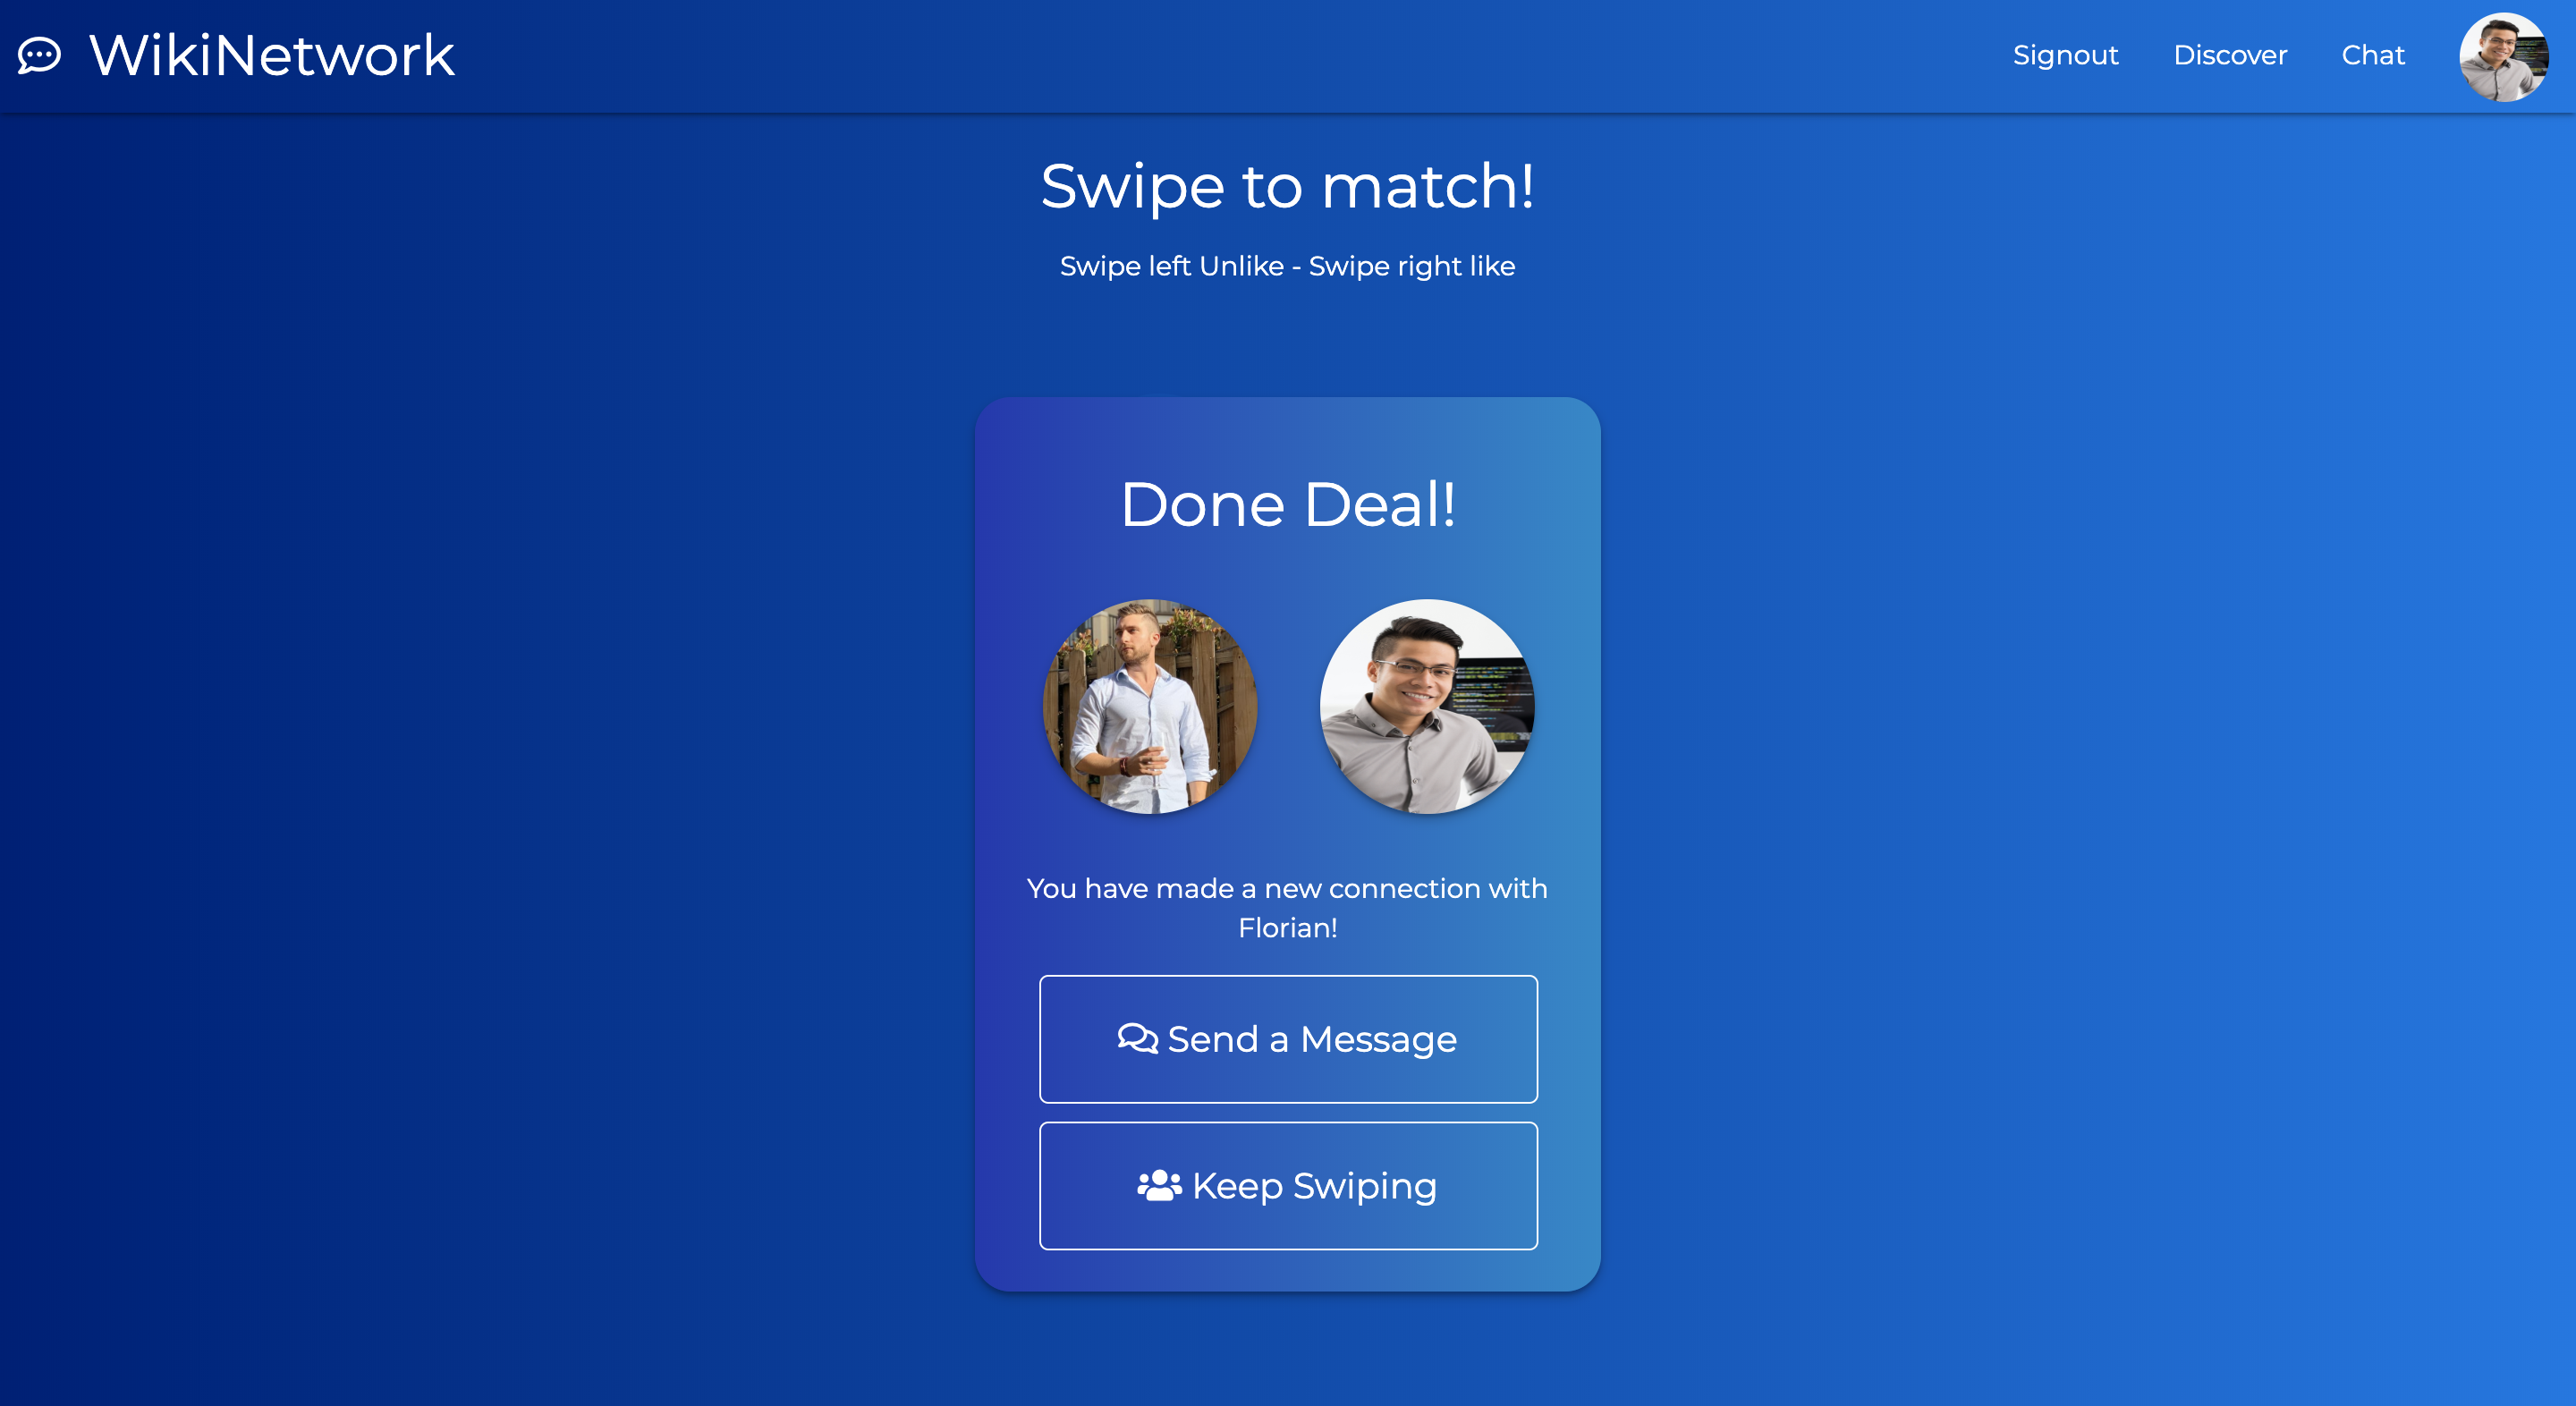 WikiNetwork
Signout
Discover
Chat
Swipe to match!
Swipe left Unlike - Swipe right like
Done Deal!
You have made a new connection with
Florian!
Send a Message
Keep Swiping